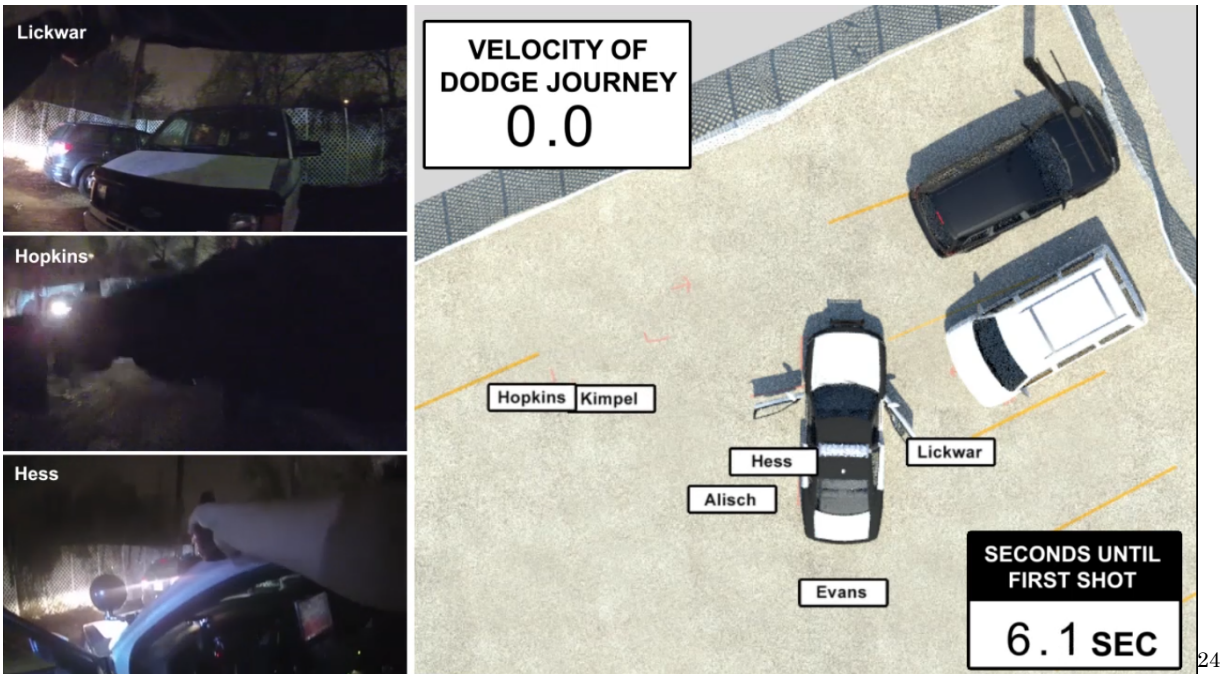 Lickwar
Hopkins
Hess
VELOCITY OF
DODGE JOURNEY
0.0
Hopkins
Kimpel
Hess
Lickwar
Alisch
Evans
SECONDS UNTIL
FIRST SHOT
6.1 SEC
24